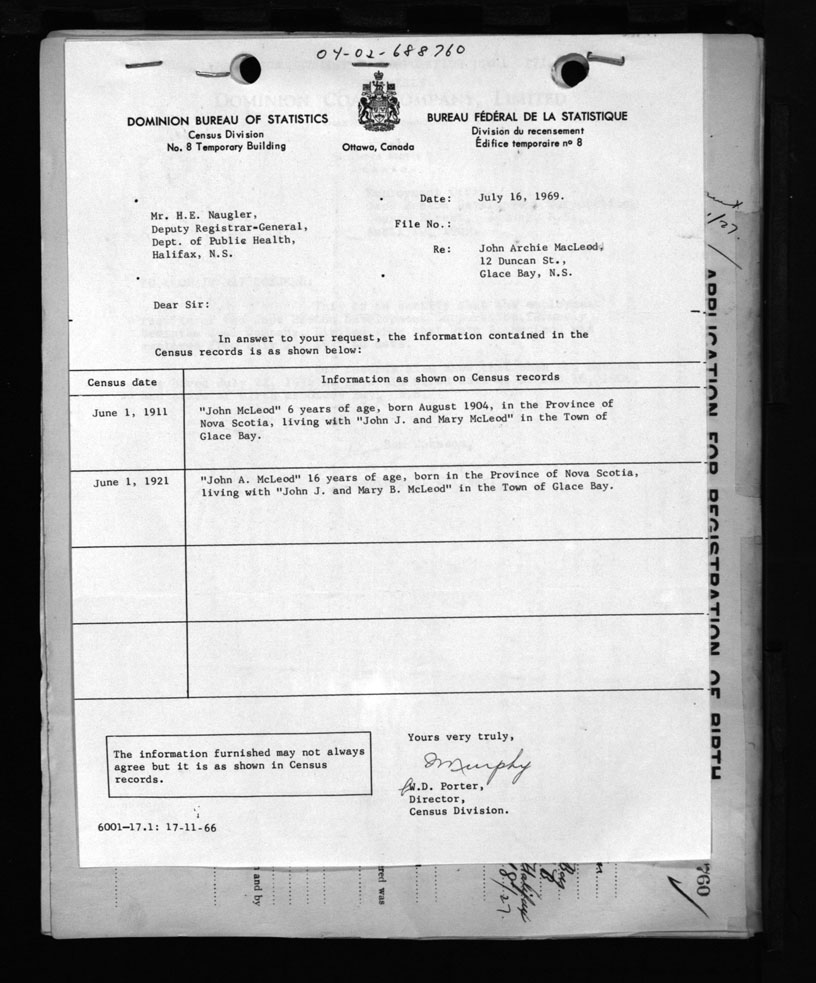 04-02-688760
DOMINION BUREAU OF STATISTICS
Census Division
No. 8 Temporary Building
Ottawa, Canada
BUREAU FÉDÉRAL DE LA STATISTIQUE
Division du recensement
Édifice temporaire nº 8
Mr. H.E. Naugler,
Deputy Registrar-General,
Dept. of Public Health,
Halifax, N.S.
Date: July 16, 1969.
File No.:
Re: John Archie MacLeod,
12 Duncan St.,
Glace Bay, N.S.
Dear Sir:
In answer to your request, the information contained in the
Census records is as shown below:
Census date
Information as shown on Census records
June 1, 1911
"John McLeod" 6 years of age, born August 1904, in the Province of
Nova Scotia, living with "John J. and Mary McLeod" in the Town of
Glace Bay.
June 1, 1921
"John A. McLeod" 16 years of age, born in the Province of Nova Scotia,
living with "John J. and Mary B. McLeod" in the Town of Glace Bay.
The information furnished may not always
agree but it is as shown in Census
records.
6001-17.1: 17-11-66
Yours very truly,
Murphy
W.D. Porter,
Director,
Census Division.
APPLICATION FOR REGISTRATION OF BIRTH
760
and by
red was
Halifax